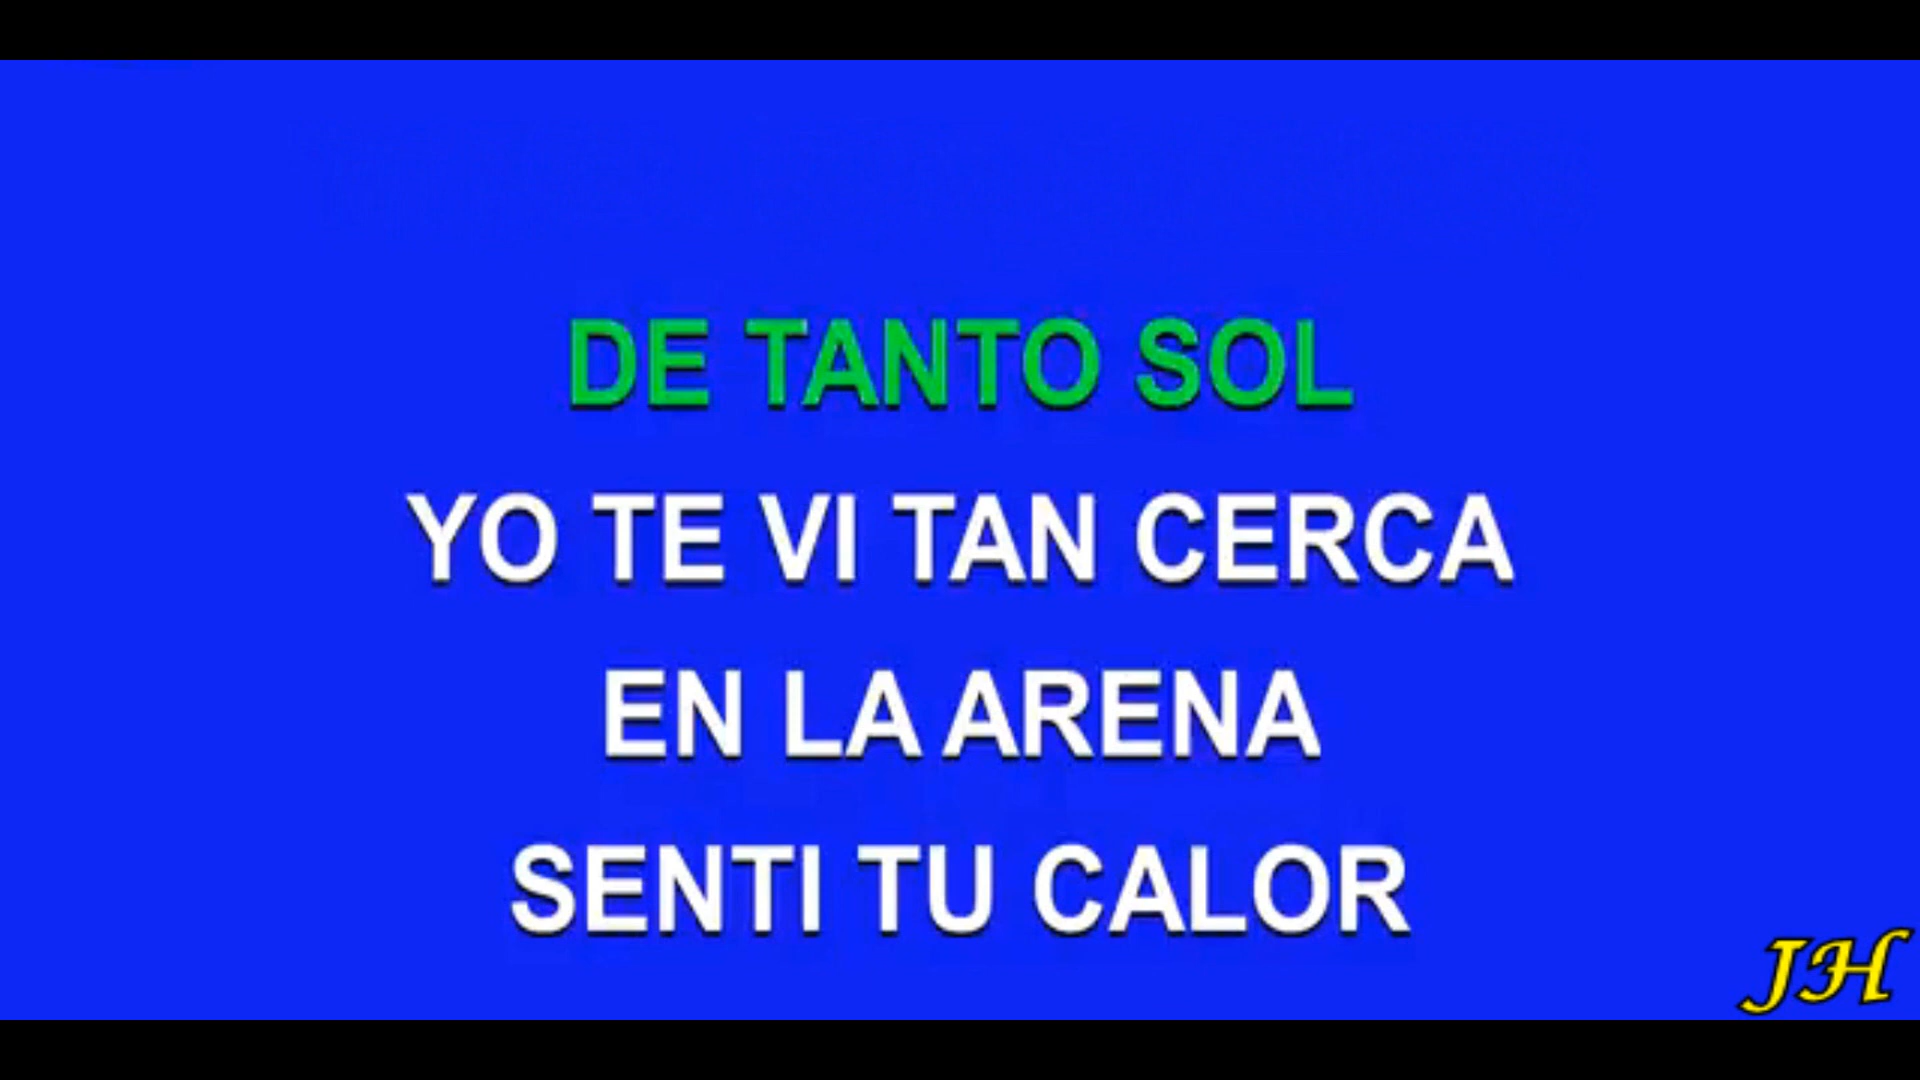 DE TANTO SOL
YO TE VI TAN CERCA
EN LA ARENA
SENTI TU CALOR
JH